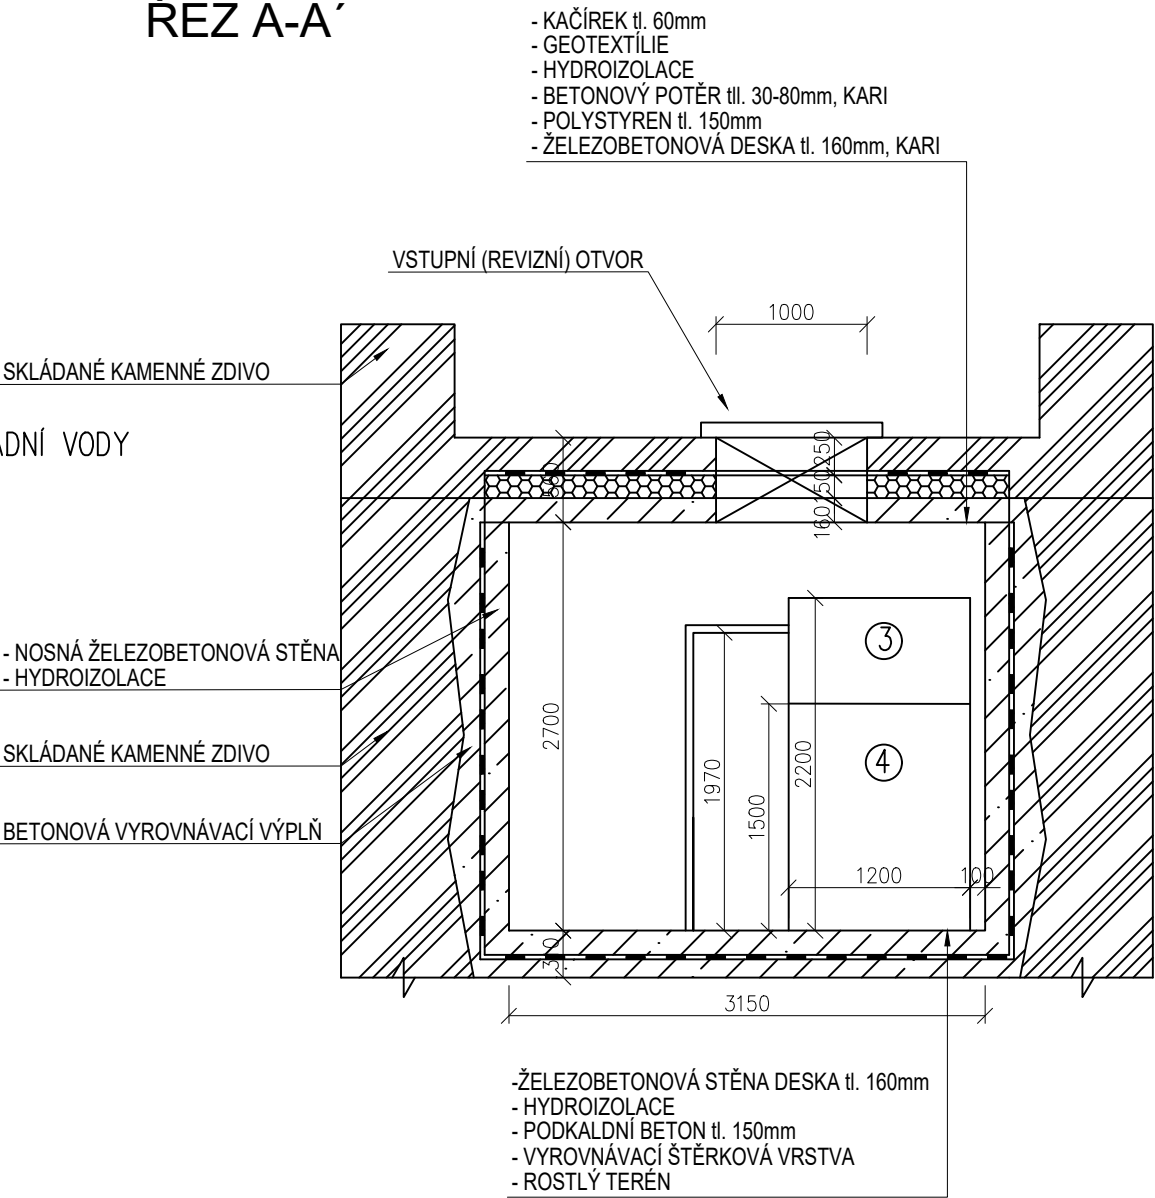 ŘEZ A-A´
- KAČÍREK tl. 60mm
- GEOTEXTÍLIE
- HYDROIZOLACE
- BETONOVÝ POTĚR tll. 30-80mm, KARI
- POLYSTYREN tl. 150mm
- ŽELEZOBETONOVÁ DESKA tl. 160mm, KARI
VSTUPNÍ (REVIZNÍ) OTVOR
1000
SKLÁDANÉ KAMENNÉ ZDIVO
ADNÍ VODY
250
150
160
- NOSNÁ ŽELEZOBETONOVÁ STĚNA
- HYDROIZOLACE
3
2700
SKLÁDANÉ KAMENNÉ ZDIVO
4
2200
1970
1500
BETONOVÁ VYROVNÁVACÍ VÝPLŇ
1200
100
310
3150
-ŽELEZOBETONOVÁ STĚNA DESKA tl. 160mm
- HYDROIZOLACE
- PODKALDNÍ BETON tl. 150mm
- VYROVNÁVACÍ ŠTĚRKOVÁ VRSTVA
- ROSTLÝ TERÉN